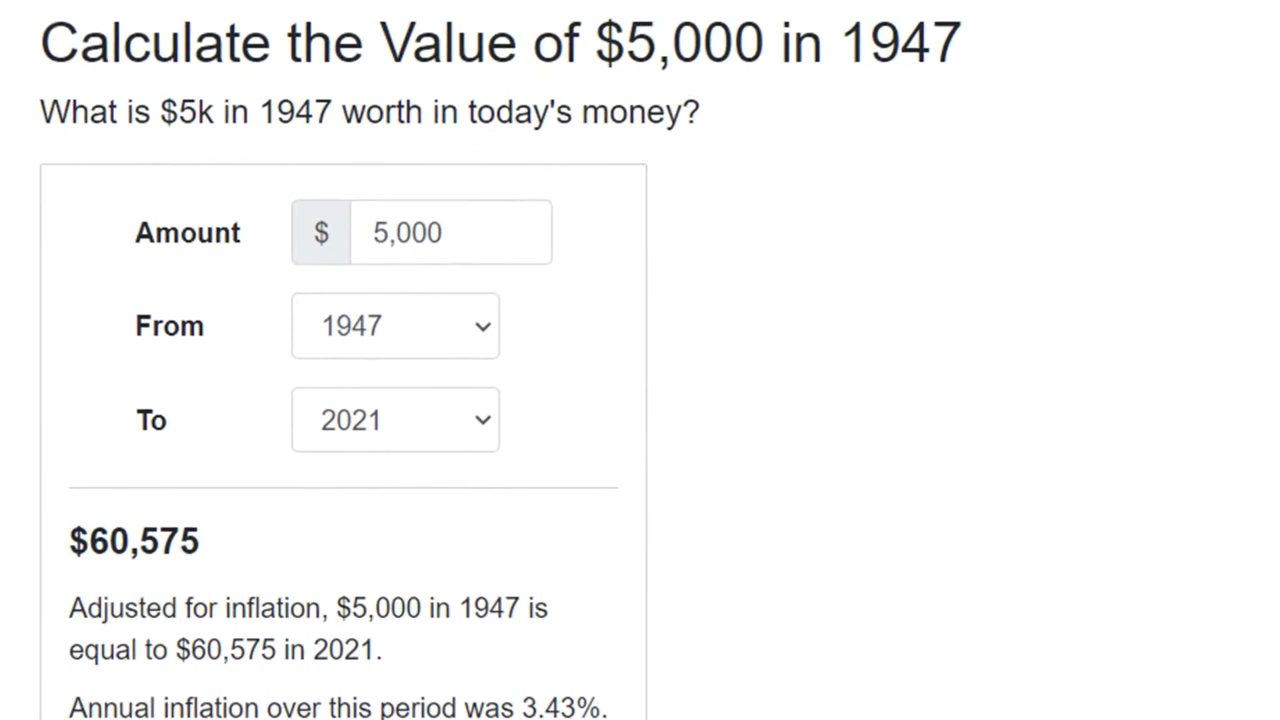 Calculate the Value of $5,000 in 1947
What is $5k in 1947 worth in today's money?
Amount $ 5,000
From 1947
To 2021
$60,575
Adjusted for inflation, $5,000 in 1947 is
equal to $60,575 in 2021.
Annual inflation over this period was 3.43%.